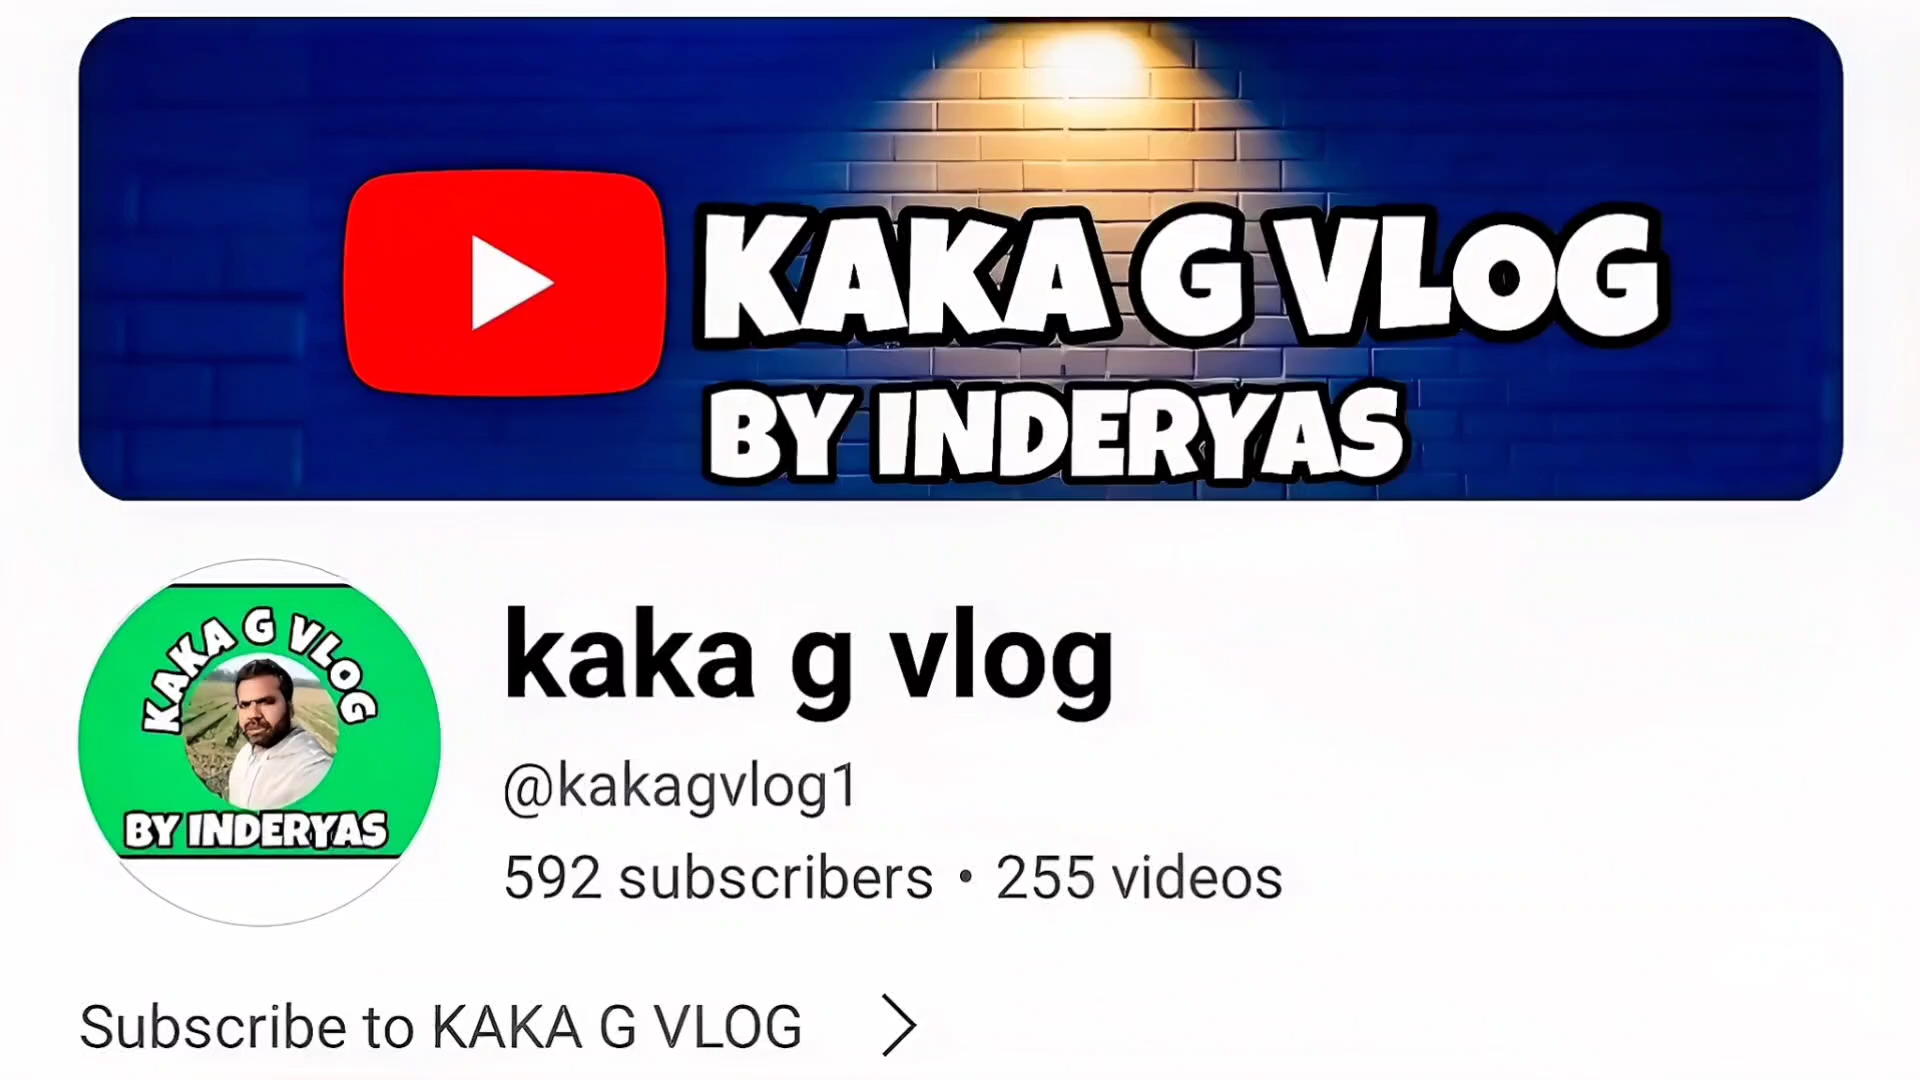 KAKA G VLOG
BY INDERYAS
KAKA G VLOG
BY INDERYAS
kaka g vlog
@kakagvlog1
592 subscribers • 255 videos
Subscribe to KAKA G VLOG